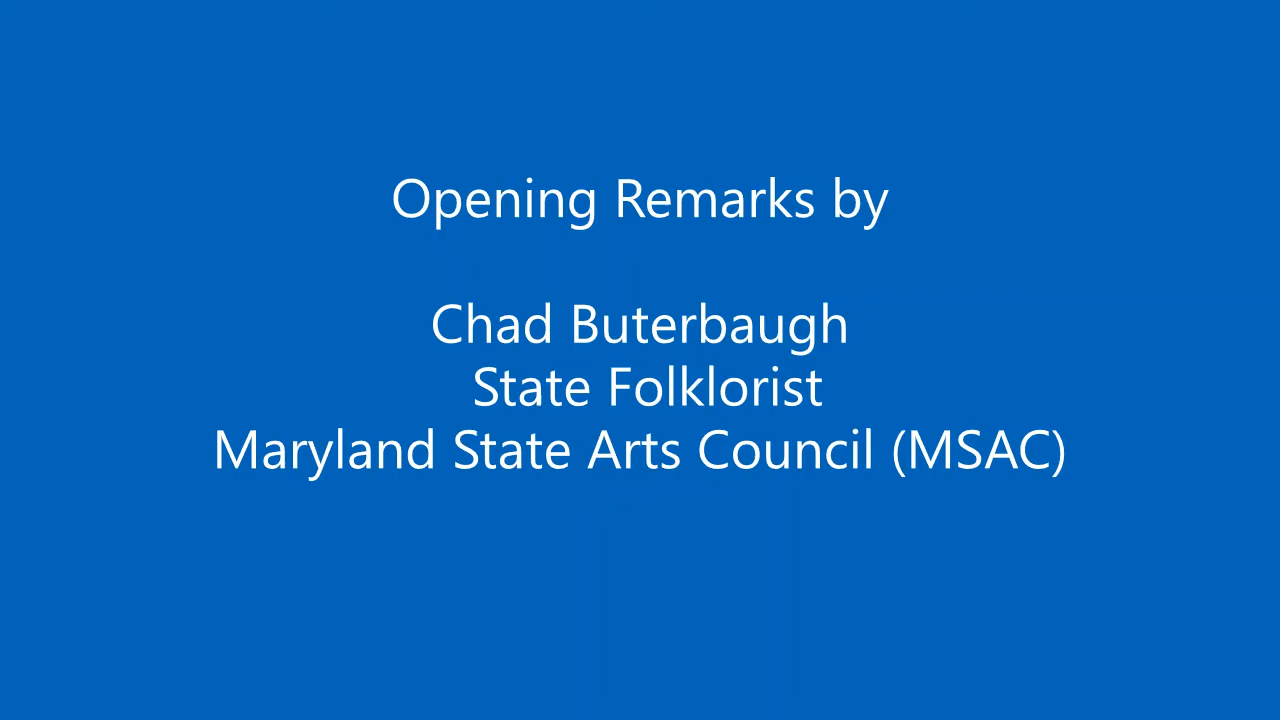 Opening Remarks by
Chad Buterbaugh
State Folklorist
Maryland State Arts Council (MSAC)